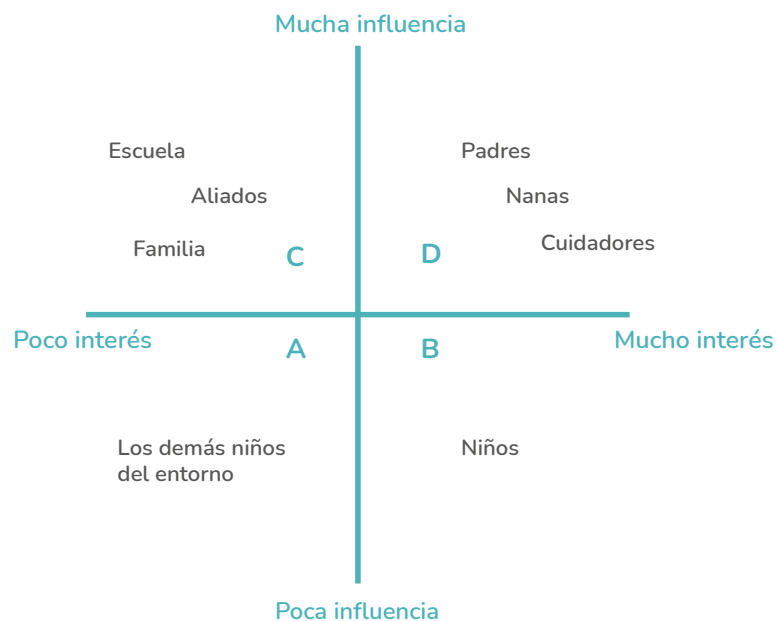 Mucha influencia
Escuela
Padres
Aliados
Nanas
Familia
C
D
Cuidadores
Poco interés
A
B
Mucho interés
Los demás niños
del entorno
Niños
Poca influencia